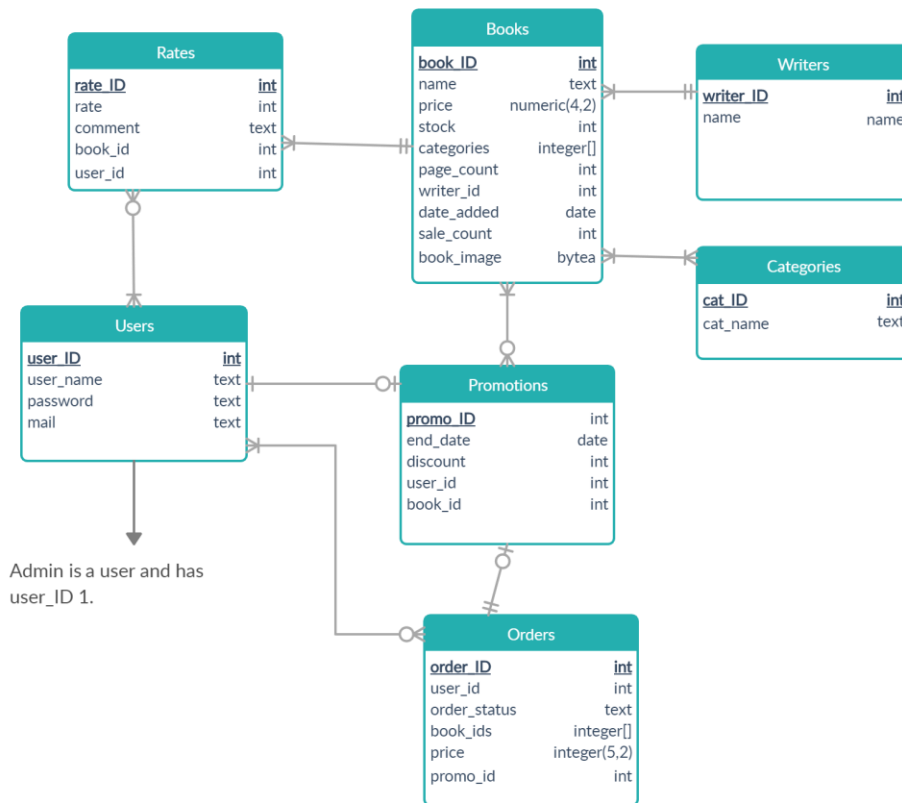 Rates
rate_ID int
rate int
comment text
book_id int
user_id int
Books
book_ID int
name text
price numeric(4,2)
stock int
categories integer[]
page_count int
writer_id int
date_added date
sale_count int
book_image bytea
Writers
writer_ID int
name name
Categories
cat_ID int
cat_name text
Users
user_ID int
user_name text
password text
mail text
Promotions
promo_ID int
end_date date
discount int
user_id int
book_id int
Admin is a user and has
user_ID 1.
Orders
order_ID int
user_id int
order_status text
book_ids integer[]
price integer(5,2)
promo_id int